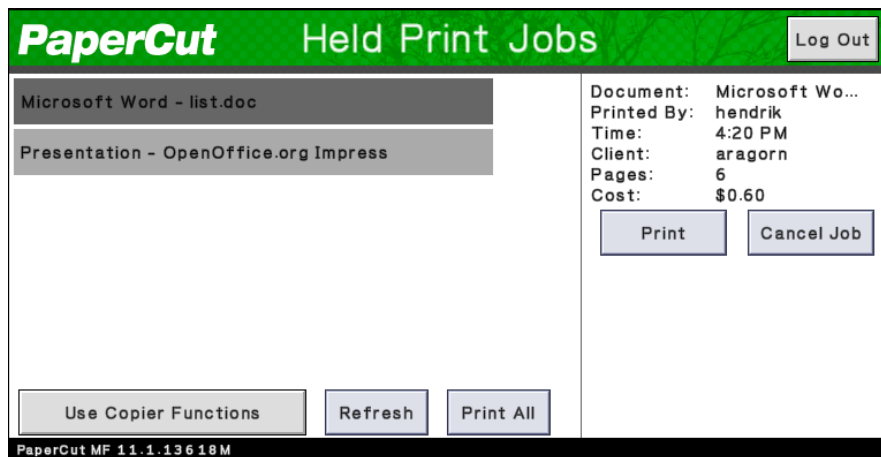 PaperCut Held Print Jobs Log Out
Microsoft Word - list.doc
Presentation - OpenOffice.org Impress
Document: Microsoft Wo...
Printed By: hendrik
Time: 4:20 PM
Client: aragorn
Pages: 6
Cost: $0.60
Print Cancel Job
Use Copier Functions Refresh Print All
PaperCut MF 11.1.13618M